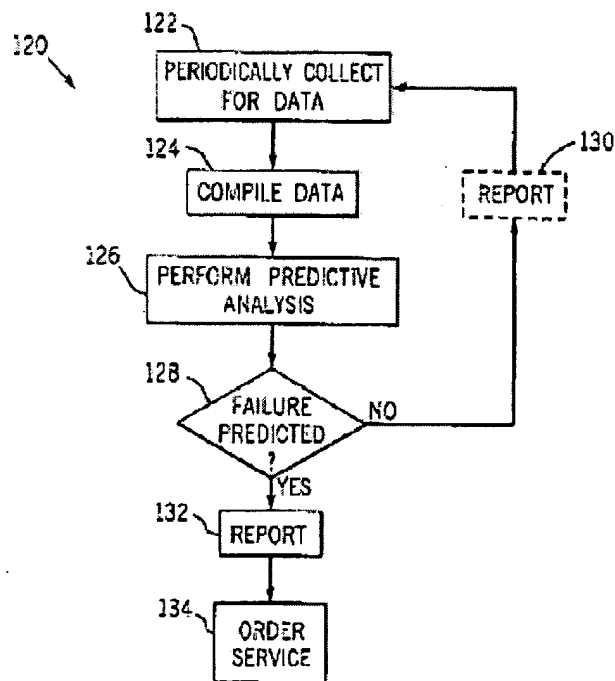 122
120
PERIODICALLY COLLECT
FOR DATA
130
124
COMPILE DATA
REPORT
126
PERFORM PREDICTIVE
ANALYSIS
128
FAILURE
PREDICTED
?
NO
YES
132
REPORT
134
ORDER
SERVICE